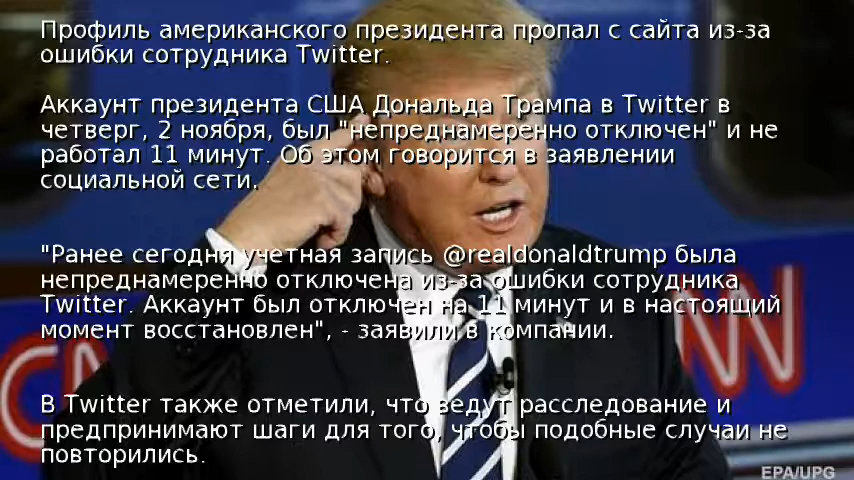 Профиль американского президента пропал с сайта из-за
ошибки сотрудника Twitter.
Аккаунт президента США Дональда Трампа в Twitter в
четверг, 2 ноября, был "непреднамеренно отключен" и не
работал 11 минут. Об этом говорится в заявлении
социальной сети.
"Ранее сегодня учетная запись @realdonaldtrump была
непреднамеренно отключена из-за ошибки сотрудника
Twitter. Аккаунт был отключен на 11 минут и в настоящий
момент восстановлен", - заявили в компании.
CN
NN
В Twitter также отметили, что ведут расследование и
предпринимают шаги для того, чтобы подобные случаи не
повторились.
EPA/UPG